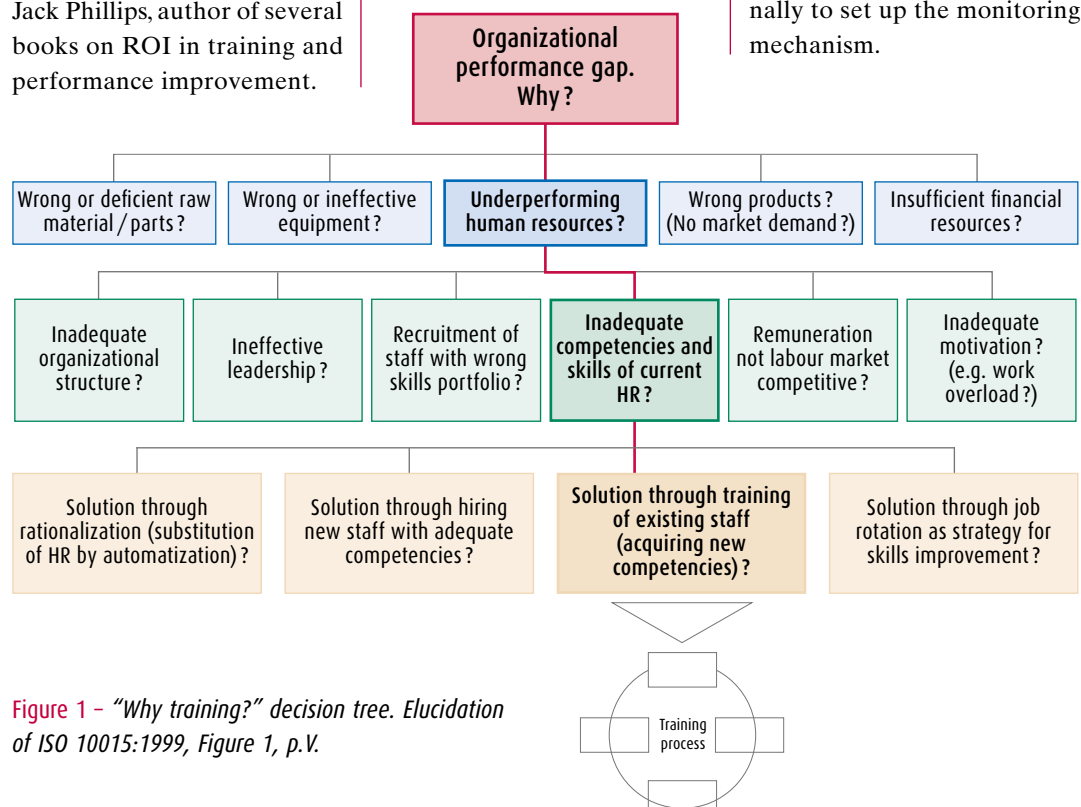 Jack Phillips, author of several
books on ROI in training and
performance improvement.
nally to set up the monitoring
mechanism.
Organizational
performance gap.
Why ?
Wrong or deficient raw
material / parts ?
Wrong or ineffective
equipment ?
Underperforming
human resources ?
Wrong products ?
(No market demand ?)
Insufficient financial
resources ?
Inadequate
organizational
structure ?
Ineffective
leadership ?
Recruitment of
staff with wrong
skills portfolio ?
Inadequate
competencies and
skills of current
HR ?
Remuneration
not labour market
competitive ?
Inadequate
motivation ?
(e.g. work
overload ?)
Solution through
rationalization (substitution
of HR by automatization) ?
Solution through hiring
new staff with adequate
competencies ?
Solution through training
of existing staff
(acquiring new
competencies) ?
Solution through job
rotation as strategy for
skills improvement ?
Training
process
Figure 1 – “Why training?” decision tree. Elucidation
of ISO 10015:1999, Figure 1, p.V.